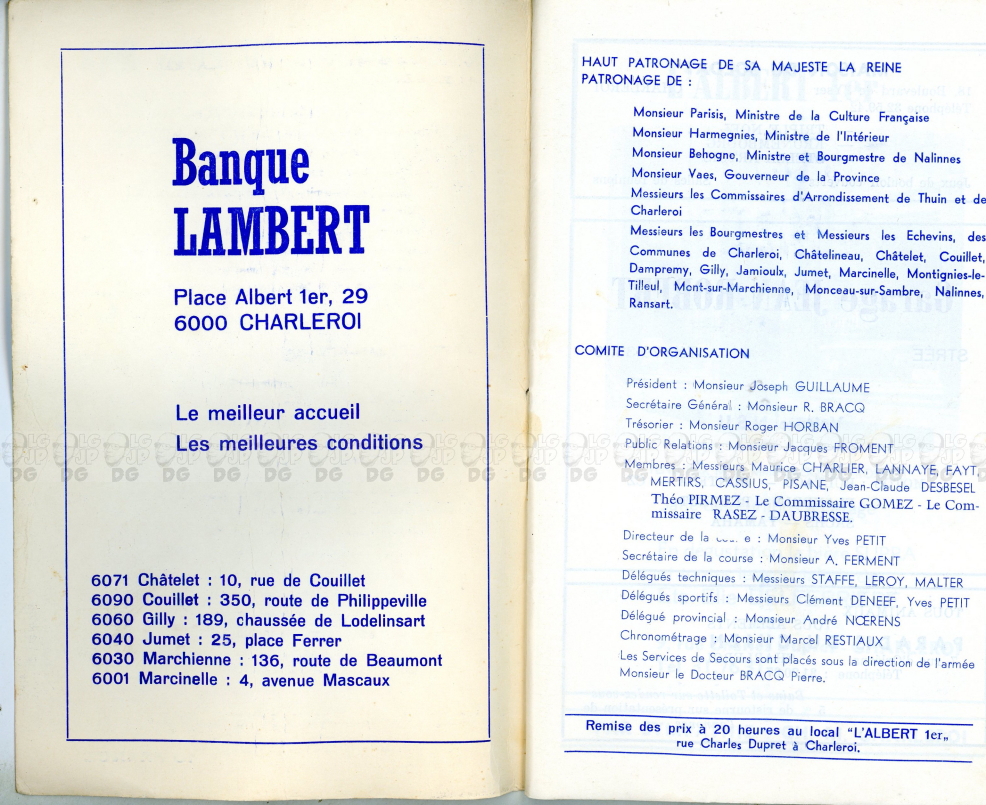 Banque
LAMBERT
Place Albert 1er, 29
6000 CHARLEROI
Le meilleur accueil
Les meilleures conditions
6071 Châtelet : 10, rue de Couillet
6090 Couillet : 350, route de Philippeville
6060 Gilly : 189, chaussée de Lodelinsart
6040 Jumet : 25, place Ferrer
6030 Marchienne : 136, route de Beaumont
6001 Marcinelle : 4, avenue Mascaux
HAUT PATRONAGE DE SA MAJESTE LA REINE
PATRONAGE DE :
Monsieur Parisis, Ministre de la Culture Française
Monsieur Harmegnies, Ministre de l'Intérieur
Monsieur Behogne, Ministre et Bourgmestre de Nalinnes
Monsieur Vaes, Gouverneur de la Province
Messieurs les Commissaires d'Arrondissement de Thuin et de
Charleroi
Messieurs les Bourgmestres et Messieurs les Echevins, des
Communes de Charleroi, Châtelineau, Châtelet, Couillet,
Dampremy, Gilly, Jamioulx, Jumet, Marcinelle, Montignies-le-
Tilleul, Mont-sur-Marchienne, Monceau-sur-Sambre, Nalinnes,
Ransart.
COMITE D'ORGANISATION
Président : Monsieur Joseph GUILLAUME
Secrétaire Général : Monsieur R. BRACQ
Trésorier : Monsieur Roger HORBAN
Public Relations : Monsieur Jacques FROMENT
Membres : Messieurs Maurice CHARLIER, LANNAYE, FAYT,
MERTIRS, CASSIUS, PISANE, Jean-Claude DESBESEL
Théo PIRMEZ - Le Commissaire GOMEZ - Le Com-
missaire RASEZ - DAUBRESSE.
Directeur de la : Monsieur Yves PETIT
Secrétaire de la course : Monsieur A. FERMENT
Délégués techniques : Messieurs STAFFE, LEROY, MALTER
Délégués sportifs : Messieurs Clément DENEEF, Yves PETIT
Délégué provincial : Monsieur André NŒRENS
Chronométrage : Monsieur Marcel RESTIAUX
Les Services de Secours sont placés sous la direction de l'armée
Monsieur le Docteur BRACQ Pierre.
Remise des prix à 20 heures au local "L'ALBERT 1er„
rue Charles Dupret à Charleroi.